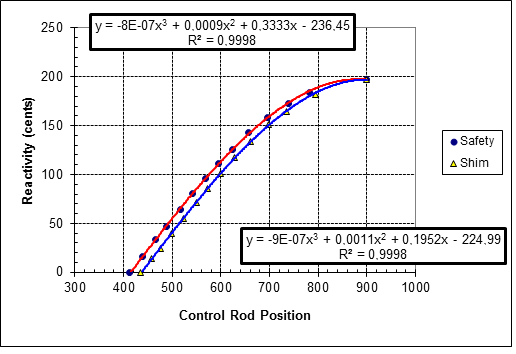 y = -8E-07x³ + 0,0009x² + 0,3333x - 236,45
R² = 0,9998
250
200
150
100
50
0
Reactivity (cents)
300 400 500 600 700 800 900 1000
Control Rod Position
Safety
Shim
y = -9E-07x³ + 0,0011x² + 0,1952x - 224,99
R² = 0,9998